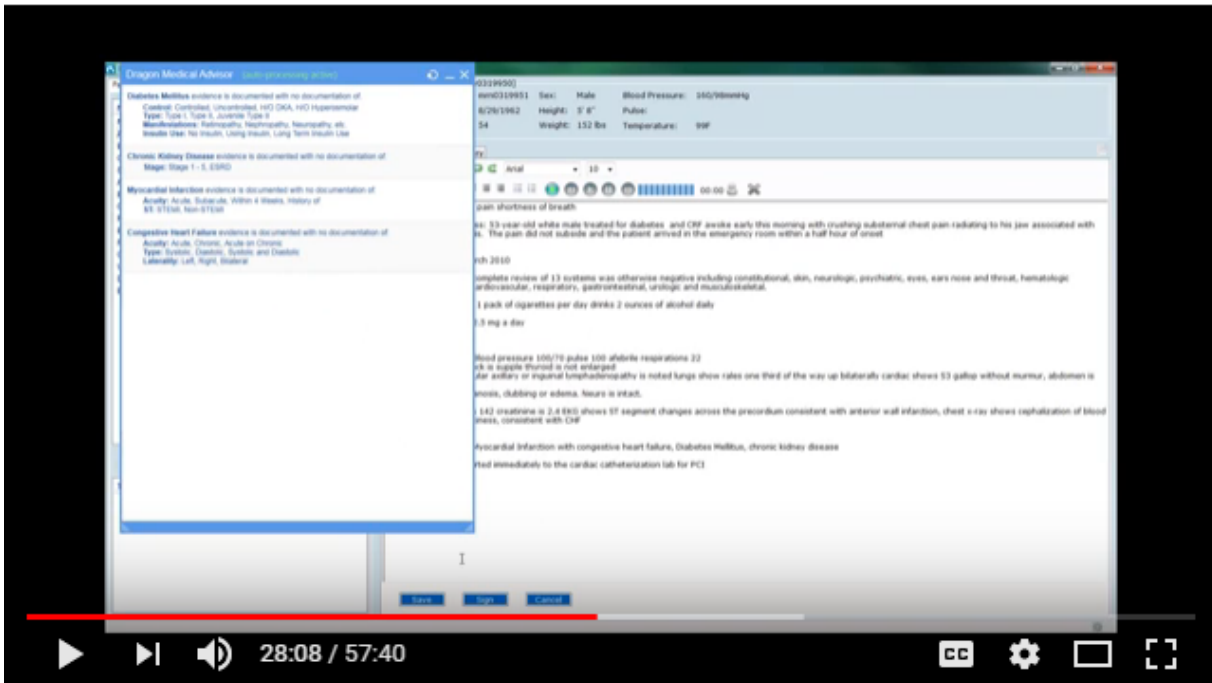 Dragon Medical Advisor (auto-processing active)
Diabetes Mellitus evidence is documented with no documentation of:
Control: Controlled, Uncontrolled, H/O DKA, H/O Hyperosmolar
Type: Type I, Type II, Juvenile Type II
Manifestations: Retinopathy, Nephropathy, Neuropathy, etc.
Insulin Use: No Insulin, Using Insulin, Long Term Insulin Use
Chronic Kidney Disease evidence is documented with no documentation of:
Stage: Stage 1 - 5, ESRD
Myocardial Infarction evidence is documented with no documentation of:
Acuity: Acute, Subacute, Within 4 Weeks, History of
ST: STEMI, Non-STEMI
Congestive Heart Failure evidence is documented with no documentation of:
Acuity: Acute, Chronic, Acute on Chronic
Type: Systolic, Diastolic, Systolic and Diastolic
Laterality: Left, Right, Bilateral
0319950]
mm0319951 Sex: Male Blood Pressure: 160/98mmHg
8/29/1962 Height: 5' 8" Pulse:
54 Weight: 152 lbs Temperature: 99F
ry
Arial 10
00:00
pain shortness of breath
53-year-old white male treated for diabetes and CRF awoke early this morning with crushing substernal chest pain radiating to his jaw associated with
The pain did not subside and the patient arrived in the emergency room within a half hour of onset
rch 2010
omplete review of 13 systems was otherwise negative including constitutional, skin, neurologic, psychiatric, eyes, ears nose and throat, hematologic
ardiovascular, respiratory, gastrointestinal, urologic and musculoskeletal.
1 pack of cigarettes per day drinks 2 ounces of alcohol daily
.5 mg a day
lood pressure 100/70 pulse 100 afebrile respirations 22
ck is supple thyroid is not enlarged
lar axillary or inguinal lymphadenopathy is noted lungs show rales one third of the way up bilaterally cardiac shows S3 gallop without murmur, abdomen is
anosis, clubbing or edema. Neuro is intact.
142 creatinine is 2.4 EKG shows ST segment changes across the precordium consistent with anterior wall infarction, chest x-ray shows cephalization of blood
iness, consistent with CHF
yocardial Infarction with congestive heart failure, Diabetes Mellitus, chronic kidney disease
rted immediately to the cardiac catheterization lab for PCI
Save Sign Cancel
28:08 / 57:40
CC